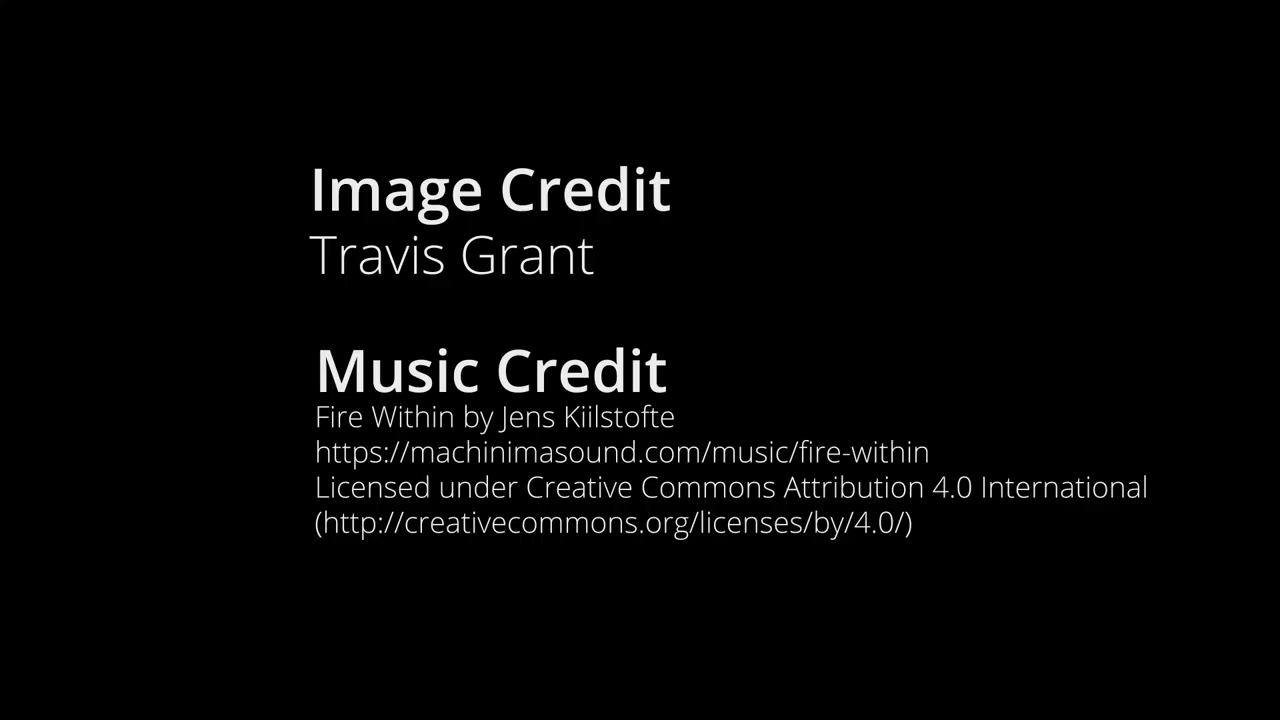 Image Credit
Travis Grant
Music Credit
Fire Within by Jens Kiilstofte
https://machinimasound.com/music/fire-within
Licensed under Creative Commons Attribution 4.0 International
(http://creativecommons.org/licenses/by/4.0/)